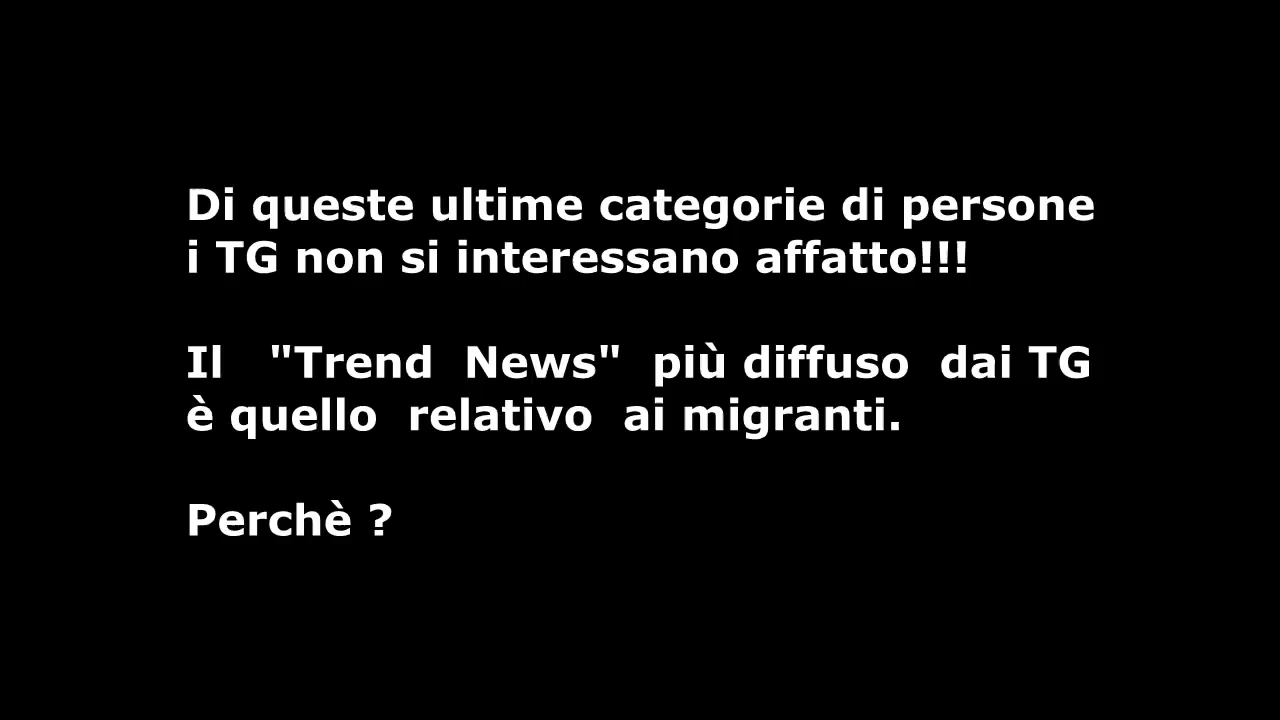 Di queste ultime categorie di persone
i TG non si interessano affatto!!!
Il "Trend News" più diffuso dai TG
è quello relativo ai migranti.
Perchè ?